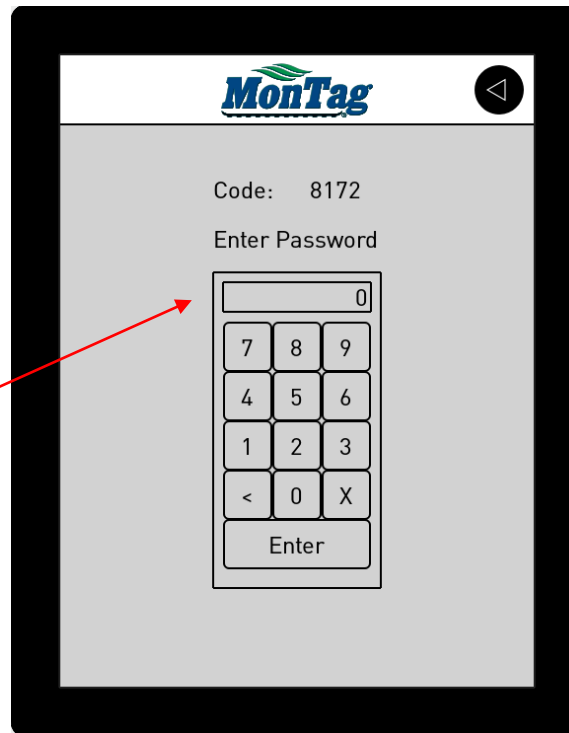 MonTag
Code: 8172
Enter Password
0
7 8 9
4 5 6
1 2 3
< 0 X
Enter